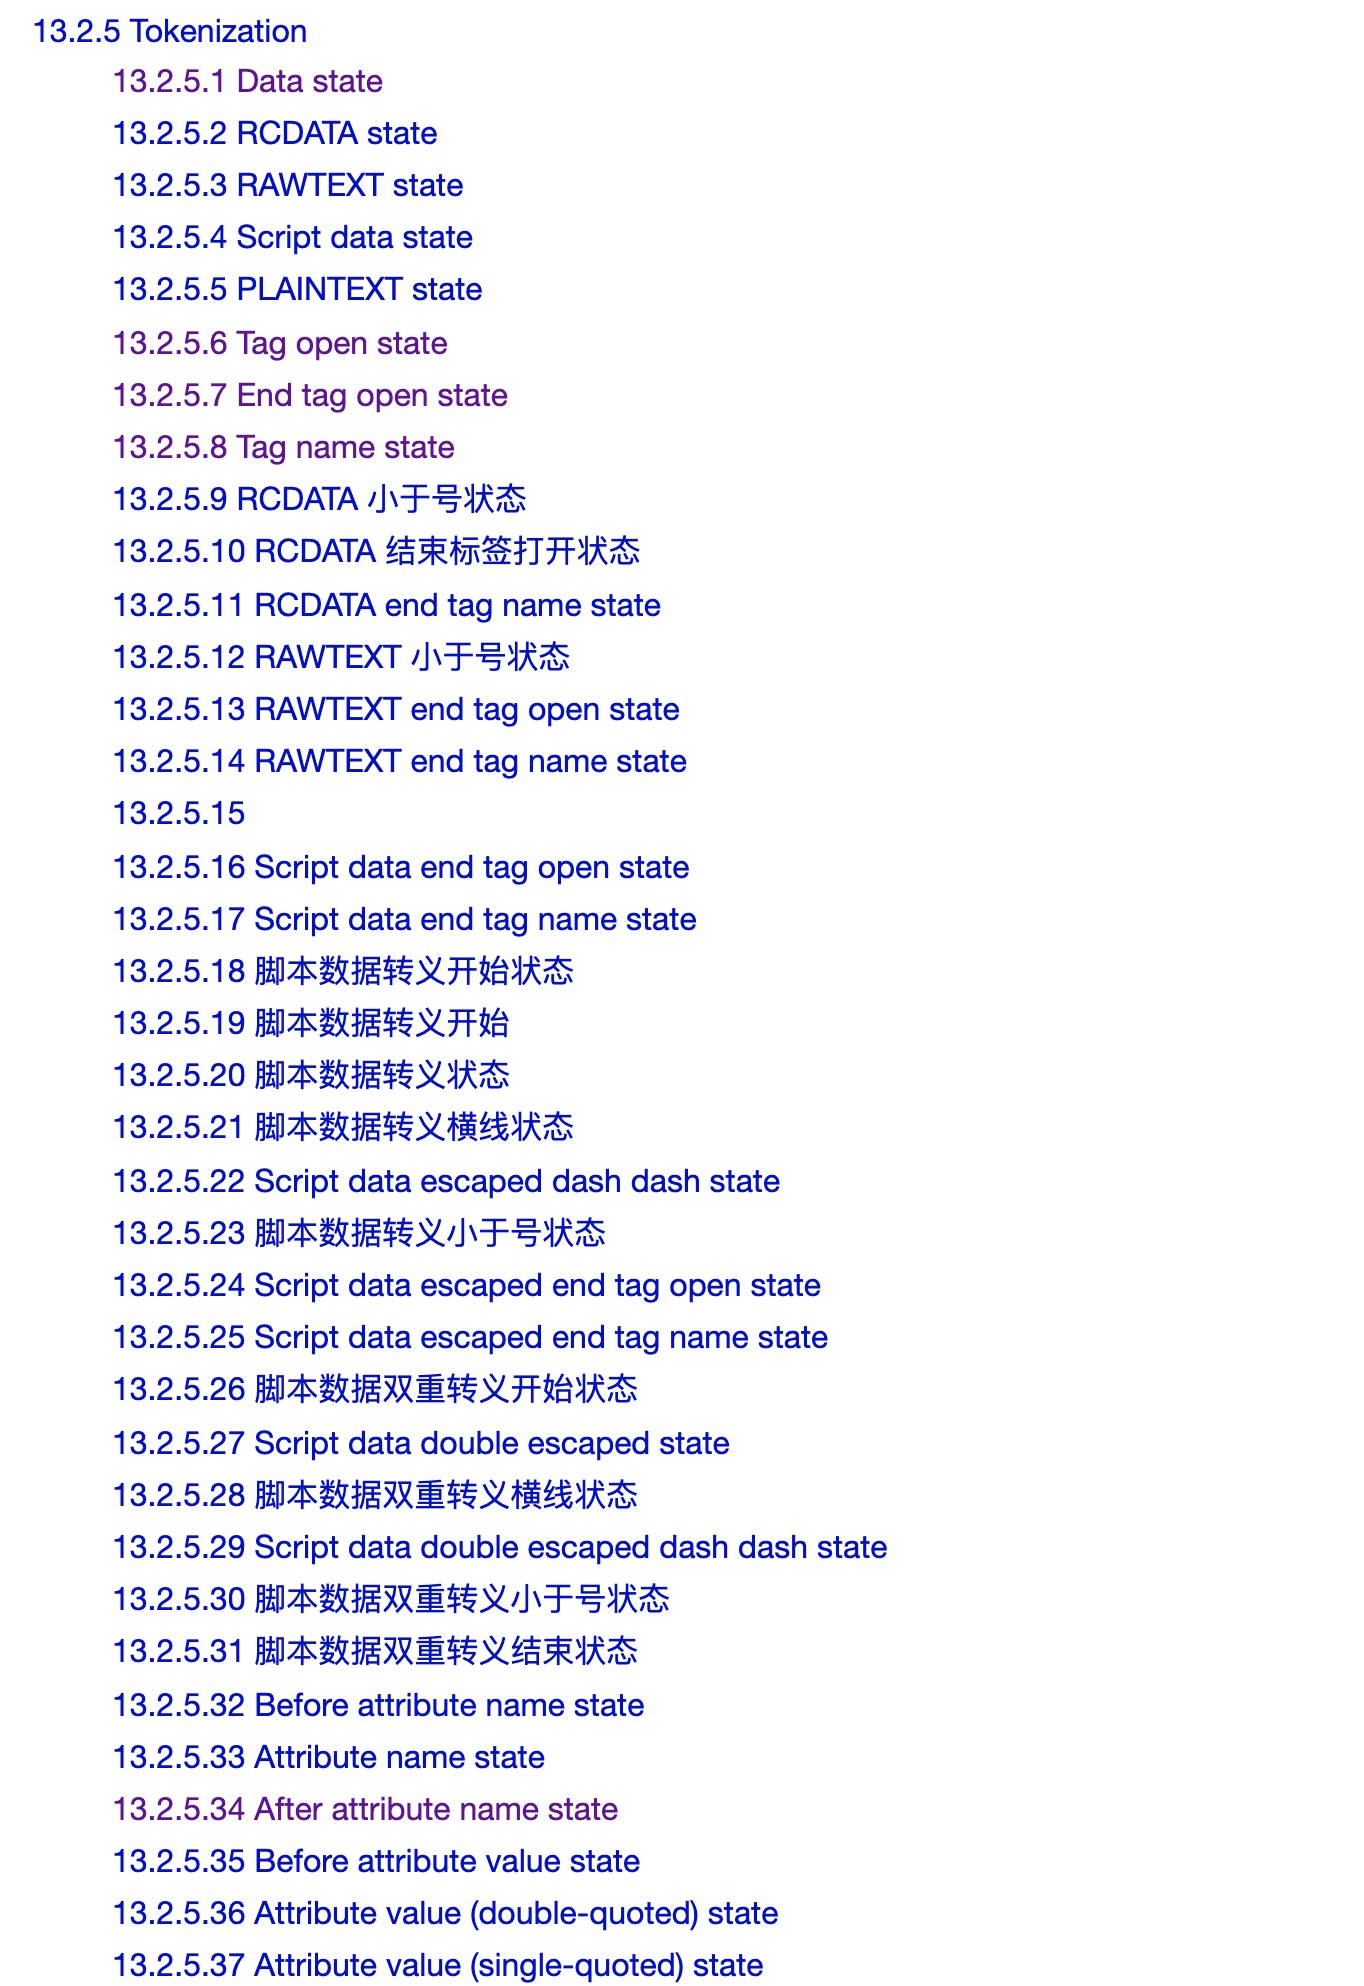 13.2.5 Tokenization
13.2.5.1 Data state
13.2.5.2 RCDATA state
13.2.5.3 RAWTEXT state
13.2.5.4 Script data state
13.2.5.5 PLAINTEXT state
13.2.5.6 Tag open state
13.2.5.7 End tag open state
13.2.5.8 Tag name state
13.2.5.9 RCDATA 小于号状态
13.2.5.10 RCDATA 结束标签打开状态
13.2.5.11 RCDATA end tag name state
13.2.5.12 RAWTEXT 小于号状态
13.2.5.13 RAWTEXT end tag open state
13.2.5.14 RAWTEXT end tag name state
13.2.5.15
13.2.5.16 Script data end tag open state
13.2.5.17 Script data end tag name state
13.2.5.18 脚本数据转义开始状态
13.2.5.19 脚本数据转义开始
13.2.5.20 脚本数据转义状态
13.2.5.21 脚本数据转义横线状态
13.2.5.22 Script data escaped dash dash state
13.2.5.23 脚本数据转义小于号状态
13.2.5.24 Script data escaped end tag open state
13.2.5.25 Script data escaped end tag name state
13.2.5.26 脚本数据双重转义开始状态
13.2.5.27 Script data double escaped state
13.2.5.28 脚本数据双重转义横线状态
13.2.5.29 Script data double escaped dash dash state
13.2.5.30 脚本数据双重转义小于号状态
13.2.5.31 脚本数据双重转义结束状态
13.2.5.32 Before attribute name state
13.2.5.33 Attribute name state
13.2.5.34 After attribute name state
13.2.5.35 Before attribute value state
13.2.5.36 Attribute value (double-quoted) state
13.2.5.37 Attribute value (single-quoted) state